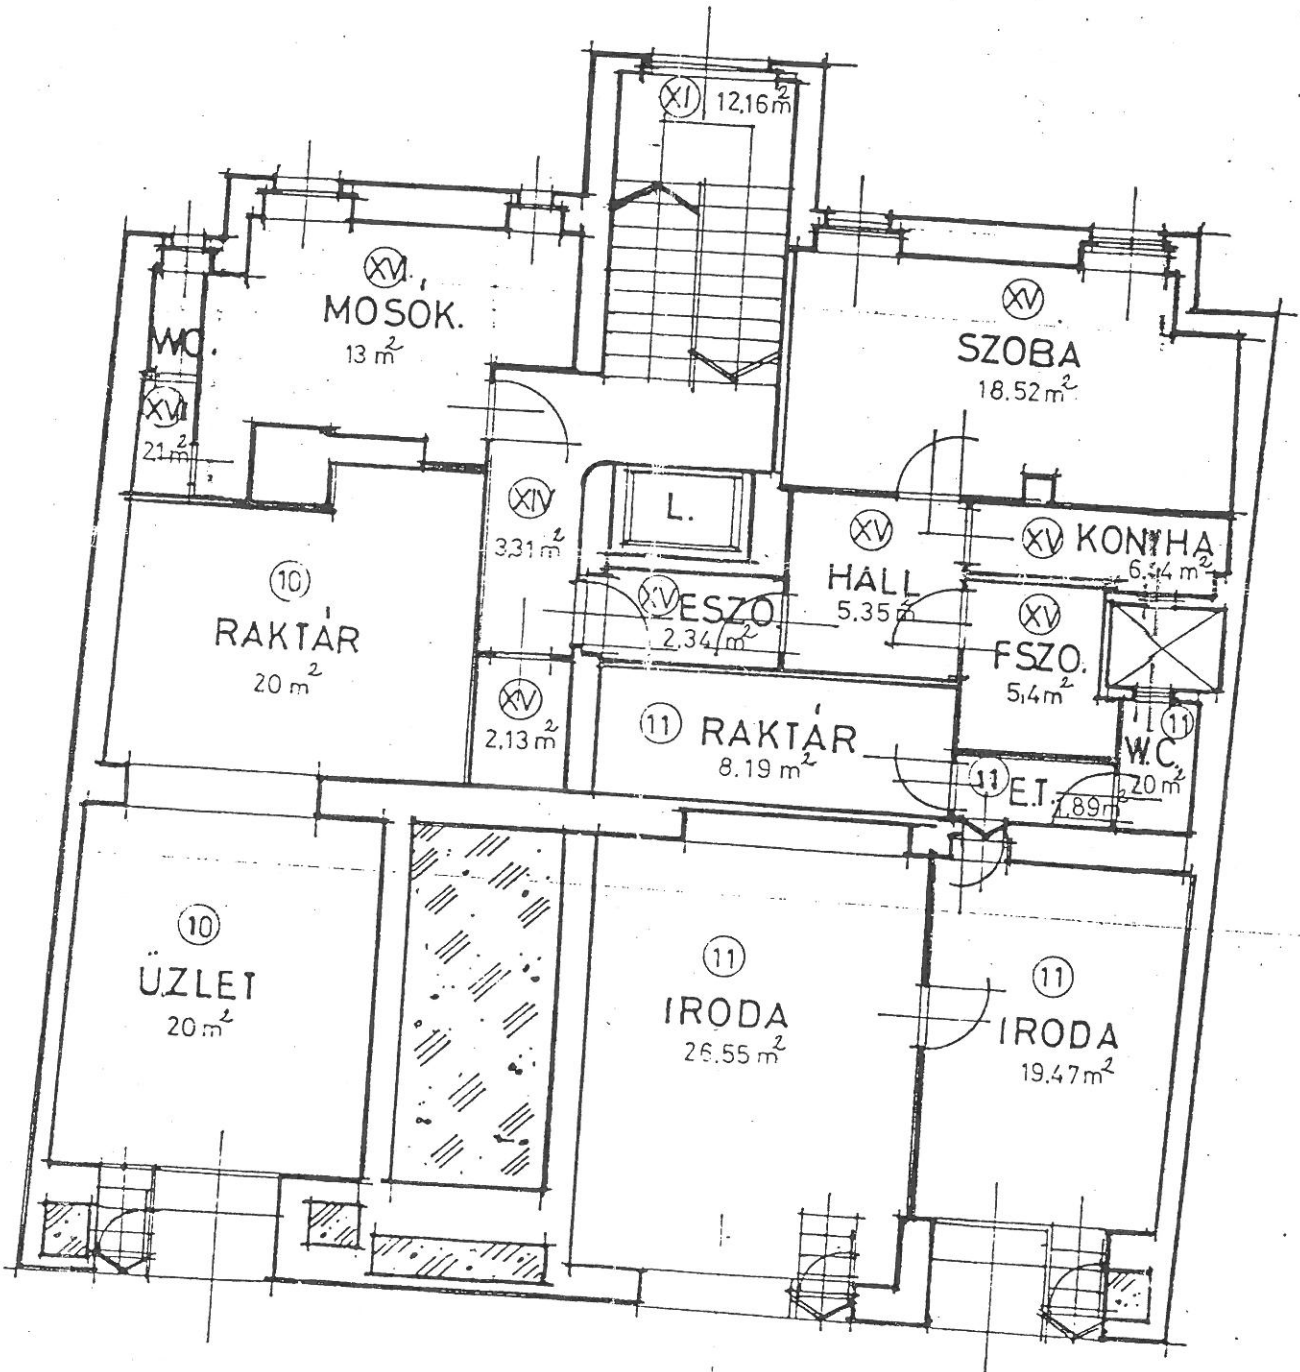 XI 12,16 m²
XVI.
MOSÓK.
13 m²
WC.
XVI
2,1 m²
XV
SZOBA
18.52 m²
XIV
3,31 m²
L.
XV
HALL
5.35 m
XV KONYHA
m²
XV ESZO
2.34 m²
XV
FSZO.
5,4 m²
10
RAKTÁR
20 m²
XV
2,13 m²
11 RAKTÁR
8.19 m²
11
W.C.
20 m²
11
E.T.
1,89 m²
10
ÜZLET
20 m²
11
IRODA
26.55 m²
11
IRODA
19.47 m²